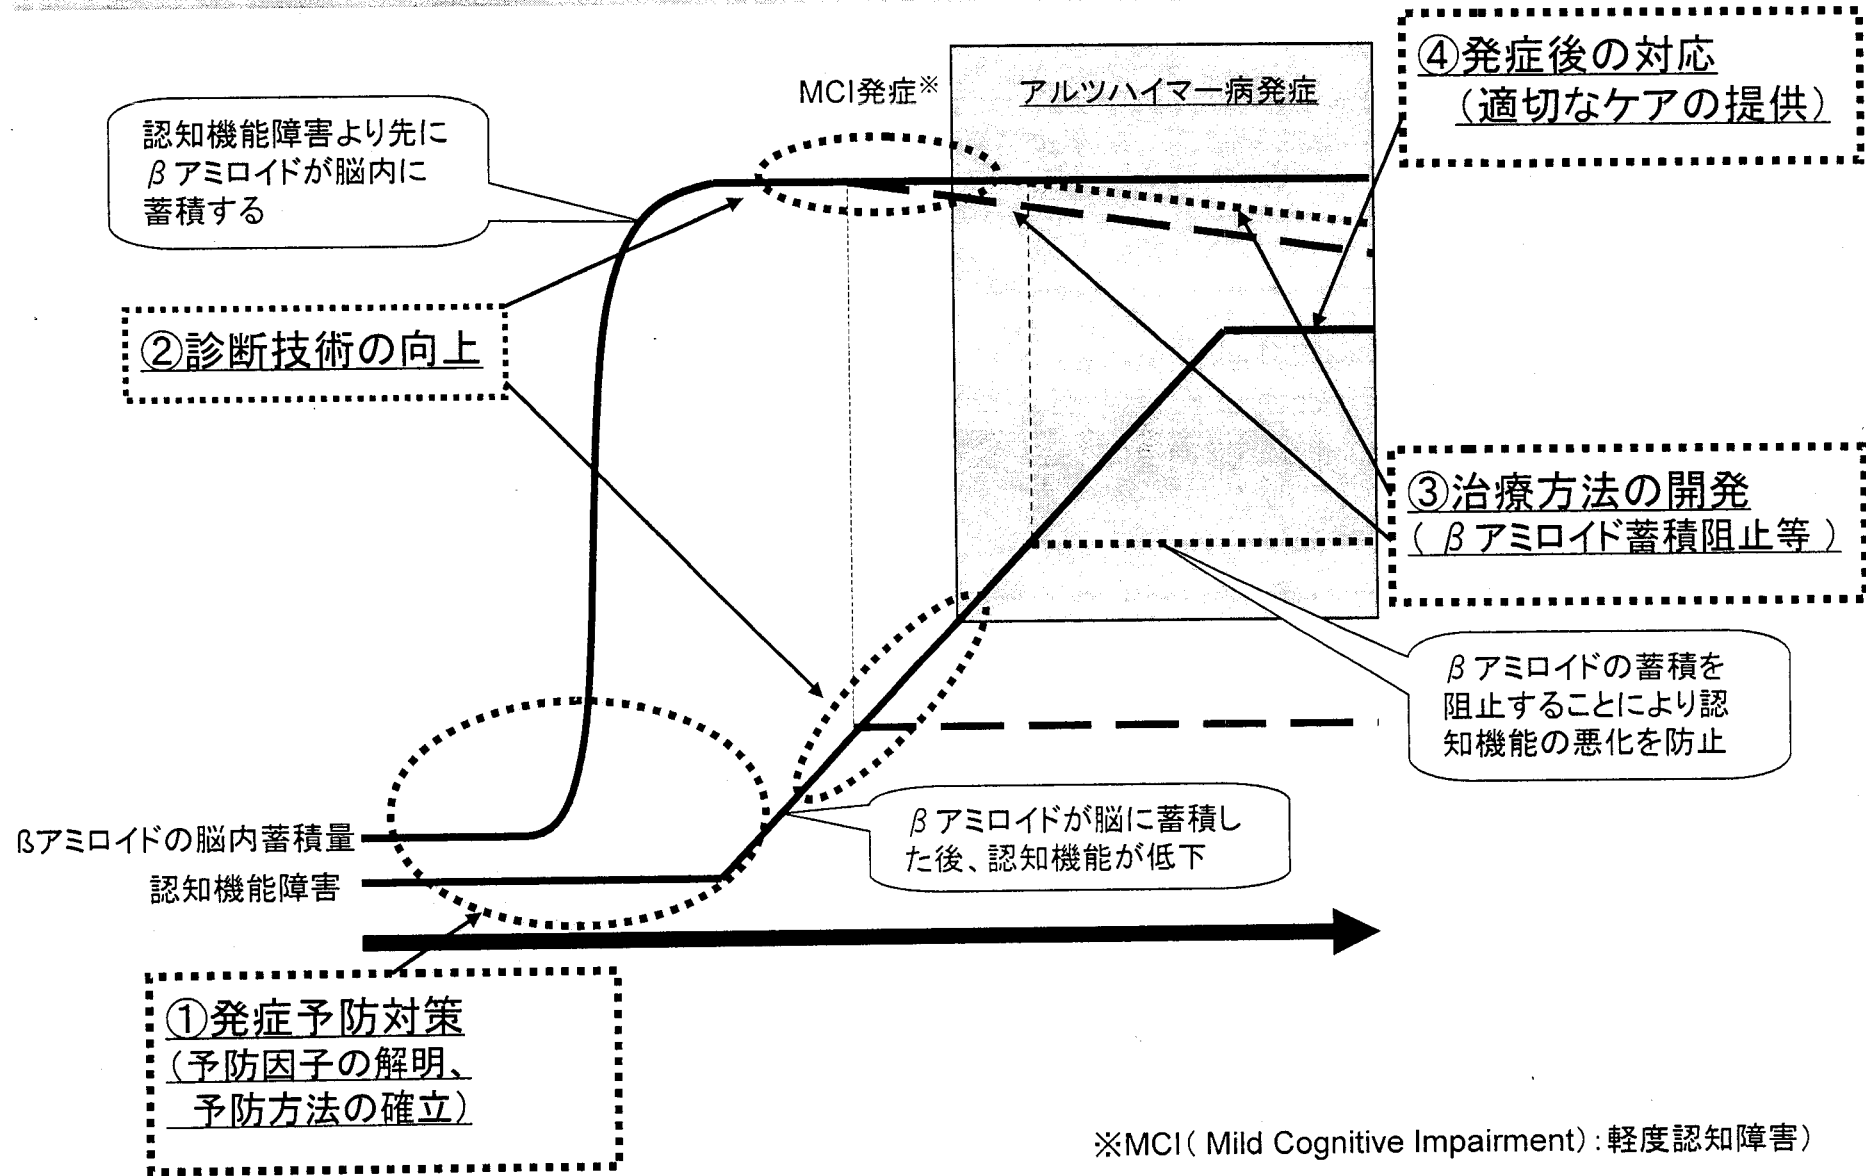 ④発症後の対応
（適切なケアの提供）
MCI発症※
アルツハイマー病発症
認知機能障害より先に
βアミロイドが脳内に
蓄積する
②診断技術の向上
③治療方法の開発
（βアミロイド蓄積阻止等）
βアミロイドの蓄積を
阻止することにより認
知機能の悪化を防止
βアミロイドが脳に蓄積し
た後、認知機能が低下
ßアミロイドの脳内蓄積量
認知機能障害
①発症予防対策
（予防因子の解明、
予防方法の確立）
※MCI（Mild Cognitive Impairment）：軽度認知障害）